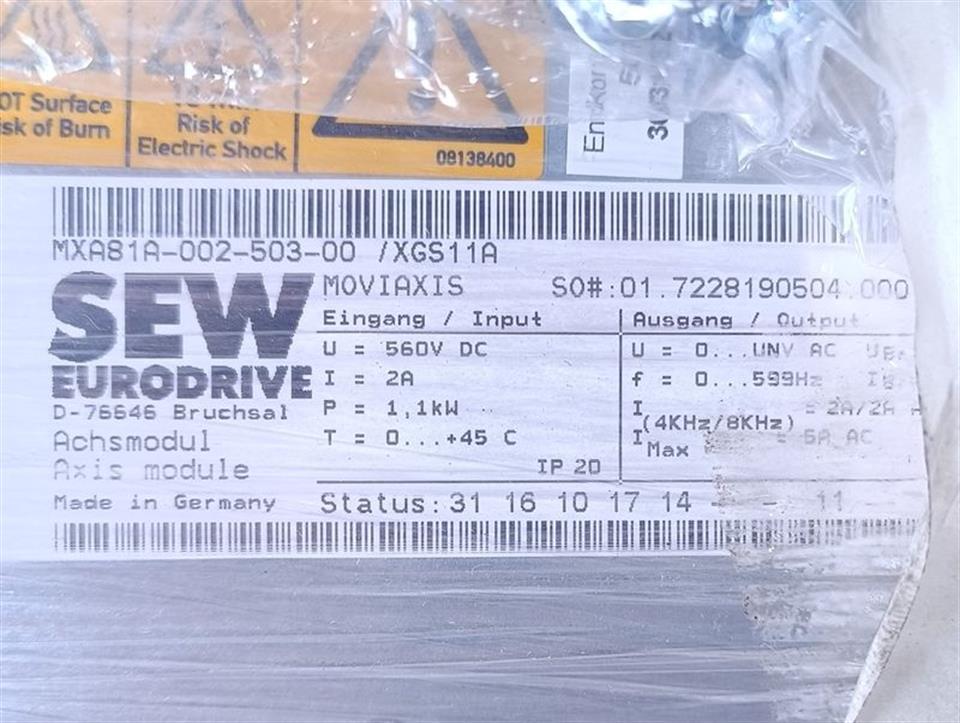 OT Surface
isk of Burn
Risk of
Electric Shock
08138400
MXA81A-002-503-00 /XGS11A
SEW
EURODRIVE
D-76646 Bruchsal
Achsmodul
Axis module
Made in Germany
MOVIAXIS SO#:01.7228190504.000
Eingang / Input
U = 560V DC
I = 2A
P = 1,1kW
T = 0...+45 C
IP 20
Ausgang / Output
U = 0...UNV AC
f = 0...599Hz
I(4KHz/8KHz) = 2A/2A
I Max = 5A AC
Status: 31 16 10 17 14 - - 11